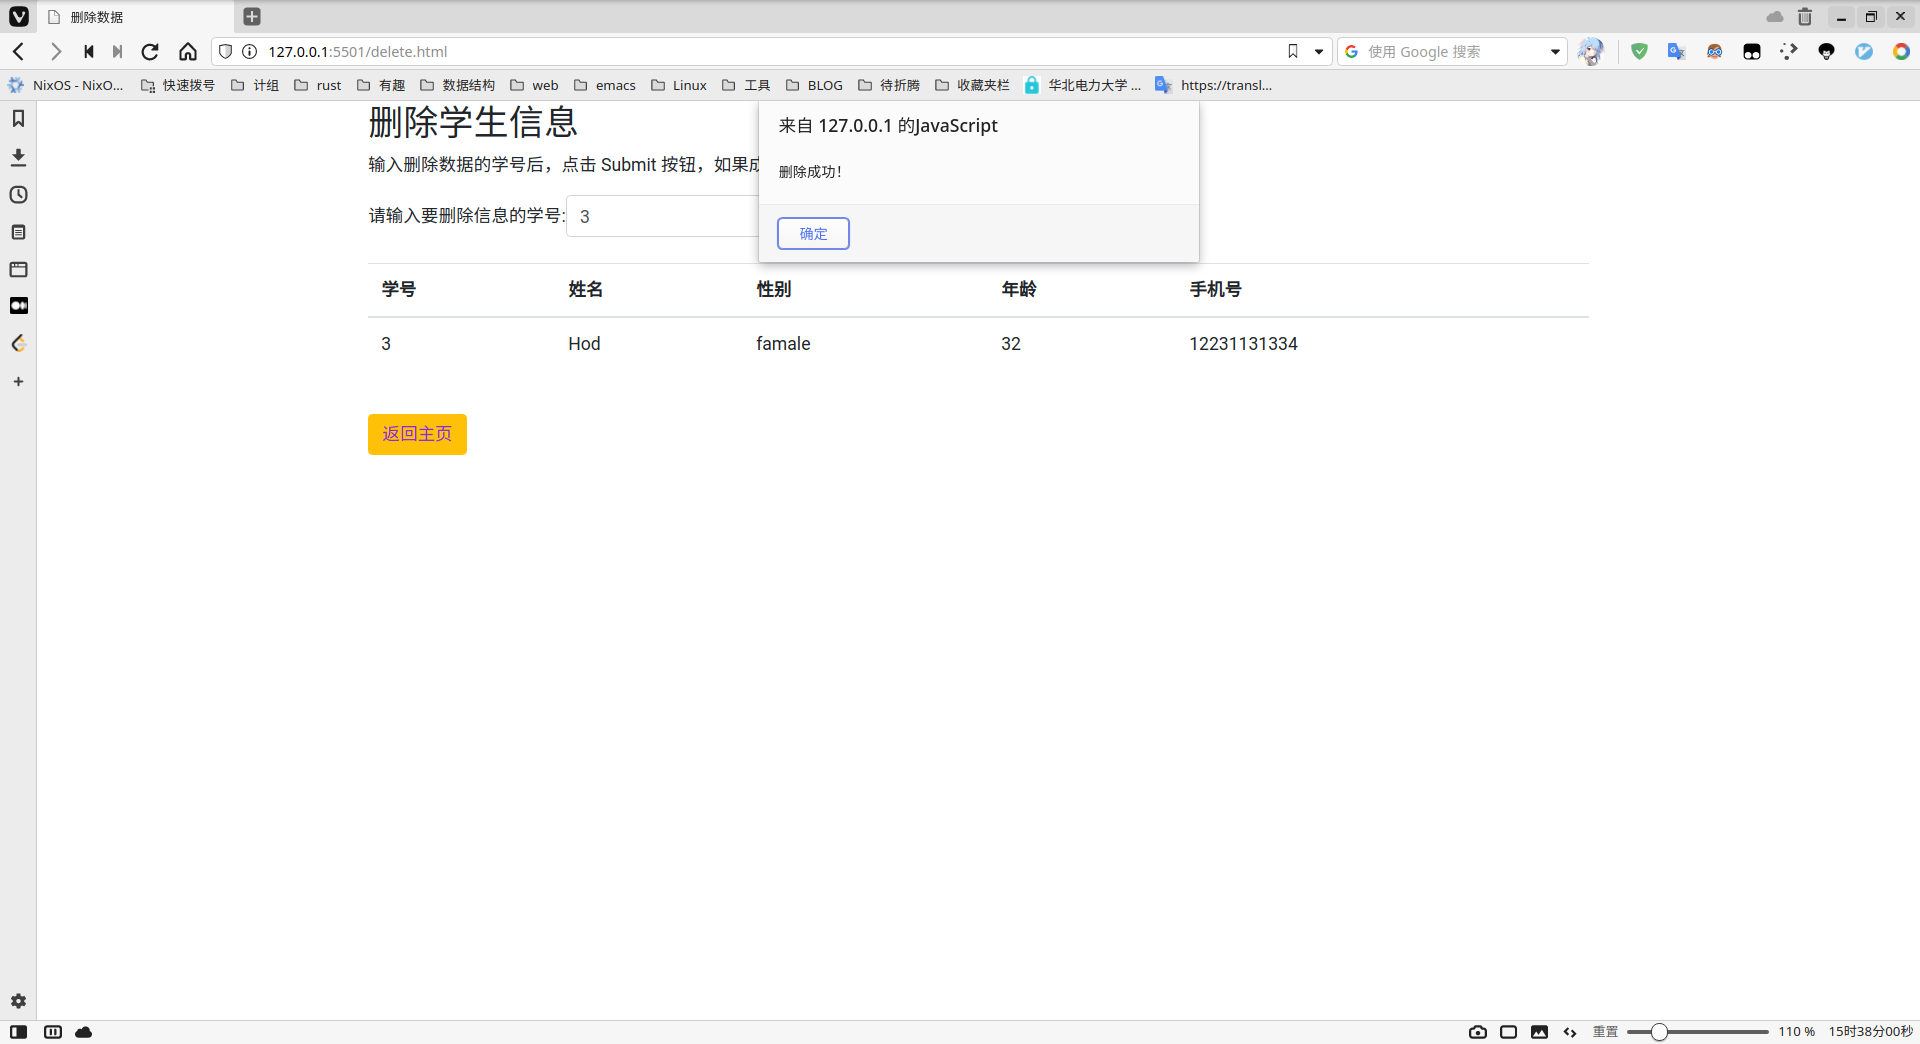 删除数据
127.0.0.1:5501/delete.html
使用 Google 搜索
NixOS - NixO... 快速拨号 计组 rust 有趣 数据结构 web emacs Linux 工具 BLOG 待折腾 收藏夹栏 华北电力大学 ... https://transl...
删除学生信息
来自 127.0.0.1 的JavaScript
输入删除数据的学号后，点击 Submit 按钮，如果成
删除成功！
请输入要删除信息的学号: 3
确定
学号 姓名 性别 年龄 手机号
3 Hod famale 32 12231131334
返回主页
重置 110 % 15时38分00秒